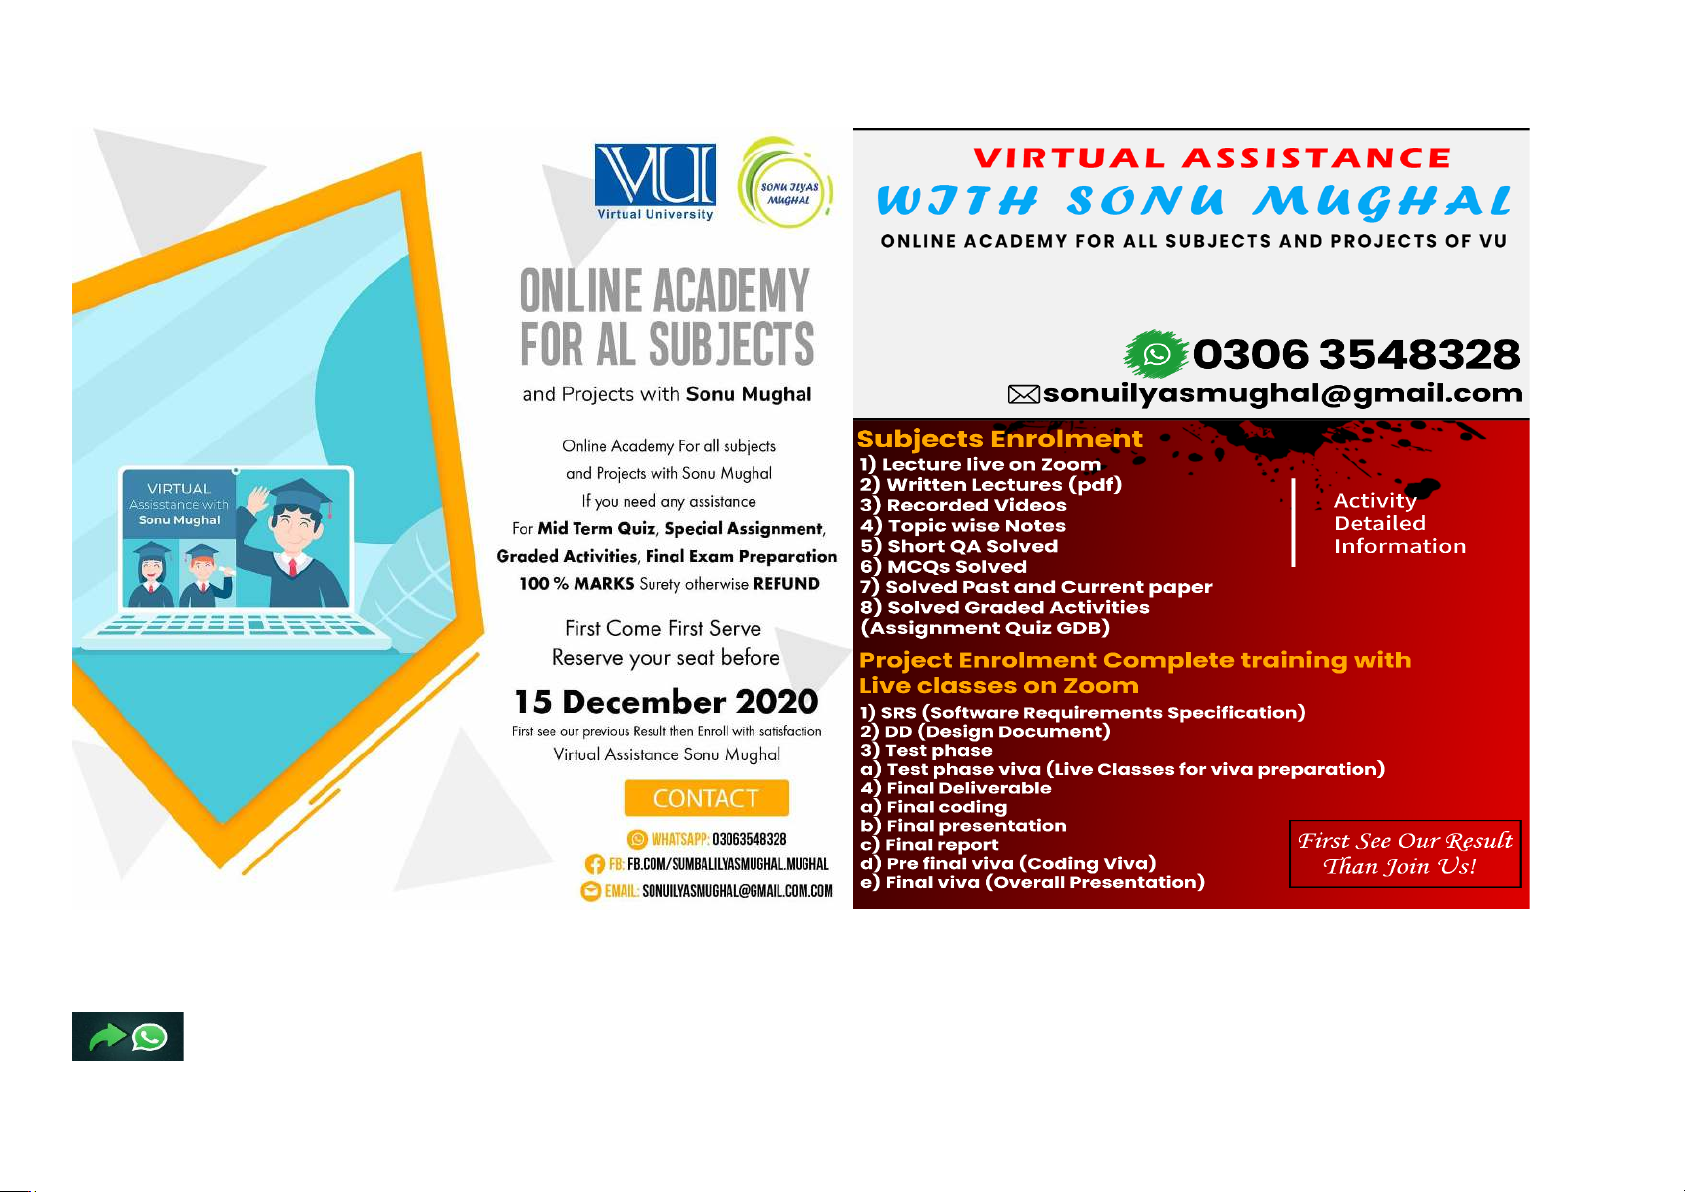 VU
Virtual University
SONU ILYAS
MUGHAL
ONLINE ACADEMY
FOR AL SUBJECTS
and Projects with Sonu Mughal
Online Academy For all subjects
and Projects with Sonu Mughal
If you need any assistance
For Mid Term Quiz, Special Assignment,
Graded Activities, Final Exam Preparation
100 % MARKS Surety otherwise REFUND
First Come First Serve
Reserve your seat before
15 December 2020
First see our previous Result then Enroll with satisfaction
Virtual Assistance Sonu Mughal
CONTACT
WHATSAPP: 03063548328
FB: FB.COM/SUMBALILYASMUGHAL.MUGHAL
EMAIL: SONUILYASMUGHAL@GMAIL.COM.COM
VIRTUAL
Assisstance with
Sonu Mughal
VIRTUAL ASSISTANCE
WITH SONU MUGHAL
ONLINE ACADEMY FOR ALL SUBJECTS AND PROJECTS OF VU
0306 3548328
sonuilyasmughal@gmail.com
Subjects Enrolment
1) Lecture live on Zoom
2) Written Lectures (pdf)
3) Recorded Videos
4) Topic wise Notes
5) Short QA Solved
6) MCQs Solved
7) Solved Past and Current paper
8) Solved Graded Activities
(Assignment Quiz GDB)
Activity
Detailed
Information
Project Enrolment Complete training with
Live classes on Zoom
1) SRS (Software Requirements Specification)
2) DD (Design Document)
3) Test phase
a) Test phase viva (Live Classes for viva preparation)
4) Final Deliverable
a) Final coding
b) Final presentation
c) Final report
d) Pre final viva (Coding Viva)
e) Final viva (Overall Presentation)
First See Our Result
Than Join Us!